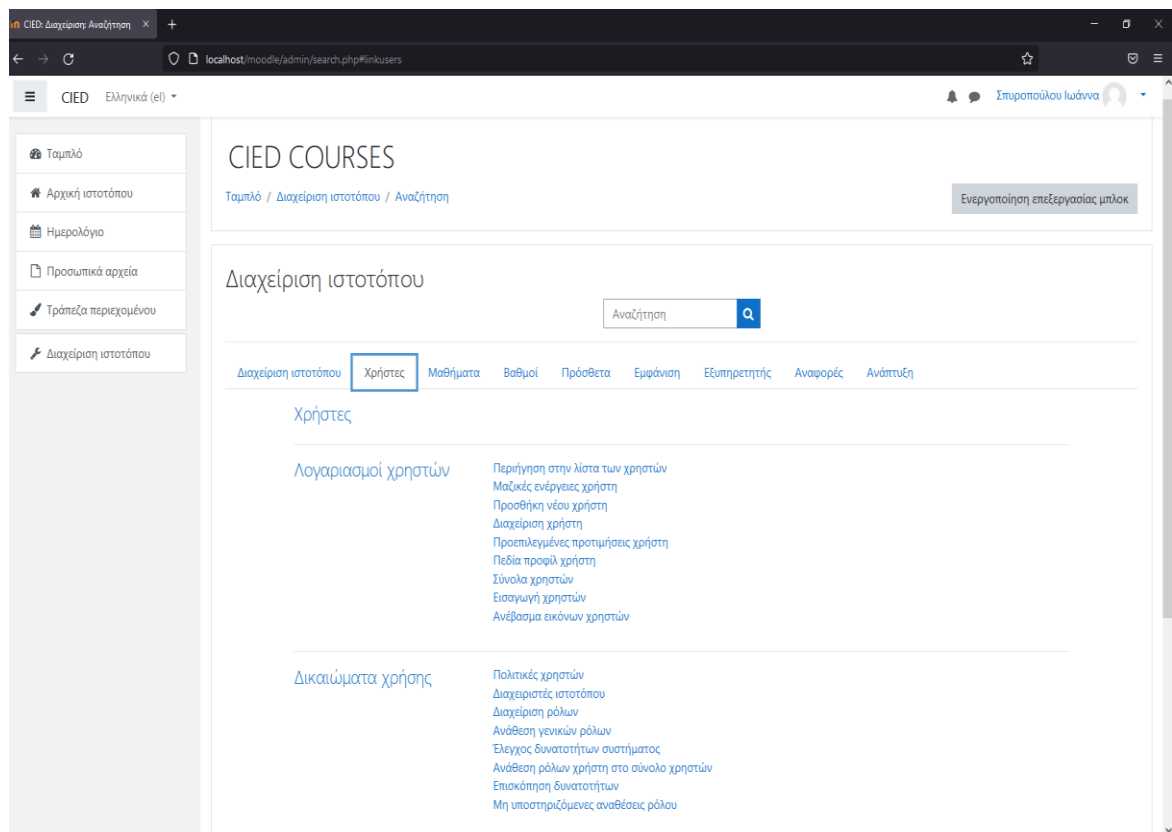 CIED: Διαχείριση: Αναζήτηση
localhost/moodle/admin/search.php#linkusers
CIED Ελληνικά (el) Σπυροπούλου Ιωάννα
Ταμπλό
Αρχική ιστοτόπου
Ημερολόγιο
Προσωπικά αρχεία
Τράπεζα περιεχομένου
Διαχείριση ιστοτόπου
CIED COURSES
Ταμπλό / Διαχείριση ιστοτόπου / Αναζήτηση
Ενεργοποίηση επεξεργασίας μπλοκ
Διαχείριση ιστοτόπου
Αναζήτηση
Διαχείριση ιστοτόπου Χρήστες Μαθήματα Βαθμοί Πρόσθετα Εμφάνιση Εξυπηρετητής Αναφορές Ανάπτυξη
Χρήστες
Λογαριασμοί χρηστών
Περιήγηση στην λίστα των χρηστών
Μαζικές ενέργειες χρήστη
Προσθήκη νέου χρήστη
Διαχείριση χρήστη
Προεπιλεγμένες προτιμήσεις χρήστη
Πεδία προφίλ χρήστη
Σύνολα χρηστών
Εισαγωγή χρηστών
Ανέβασμα εικόνων χρηστών
Δικαιώματα χρήσης
Πολιτικές χρηστών
Διαχειριστές ιστοτόπου
Διαχείριση ρόλων
Ανάθεση γενικών ρόλων
Έλεγχος δυνατοτήτων συστήματος
Ανάθεση ρόλων χρήστη στο σύνολο χρηστών
Επισκόπηση δυνατοτήτων
Μη υποστηριζόμενες αναθέσεις ρόλου